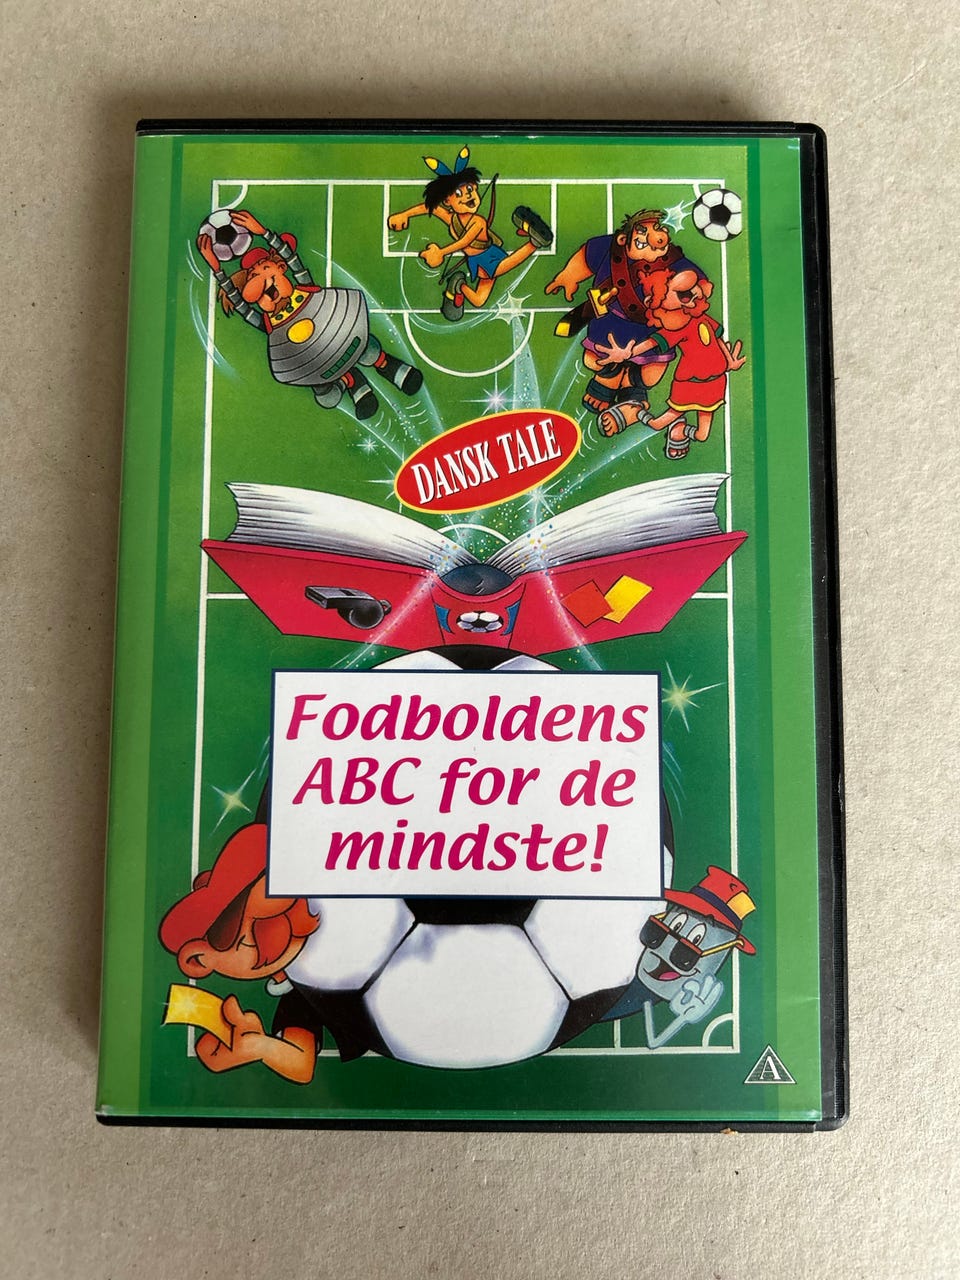 DANSK TALE
Fodboldens
ABC for de
mindste!
A